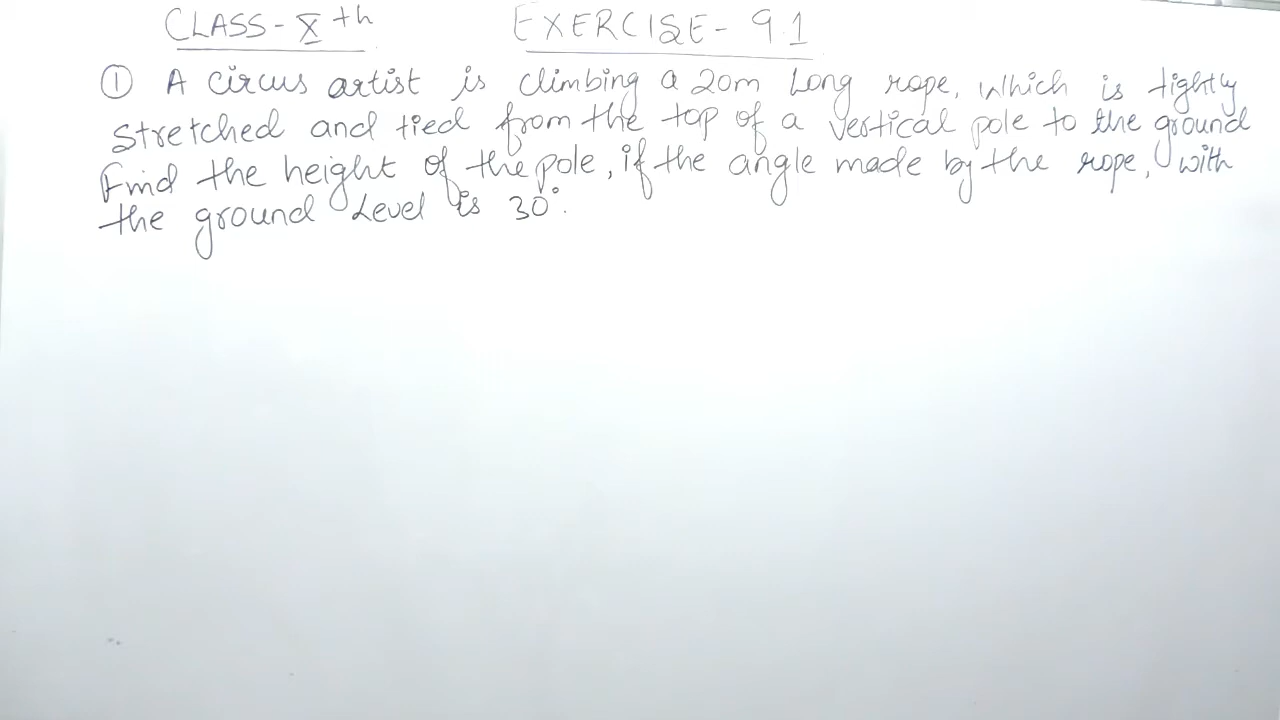 CLASS - Xth EXERCISE - 9.1
① A circus artist is climbing a 20m Long rope, which is tightly
stretched and tied from the top of a vertical pole to the ground
Find the height of the pole, if the angle made by the rope, with
the ground Level is 30°.